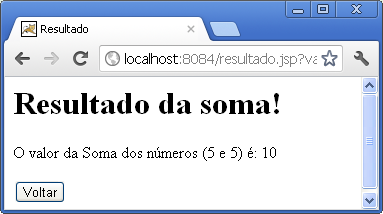 Resultado
localhost:8084/resultado.jsp?va
Resultado da soma!
O valor da Soma dos números (5 e 5) é: 10
Voltar